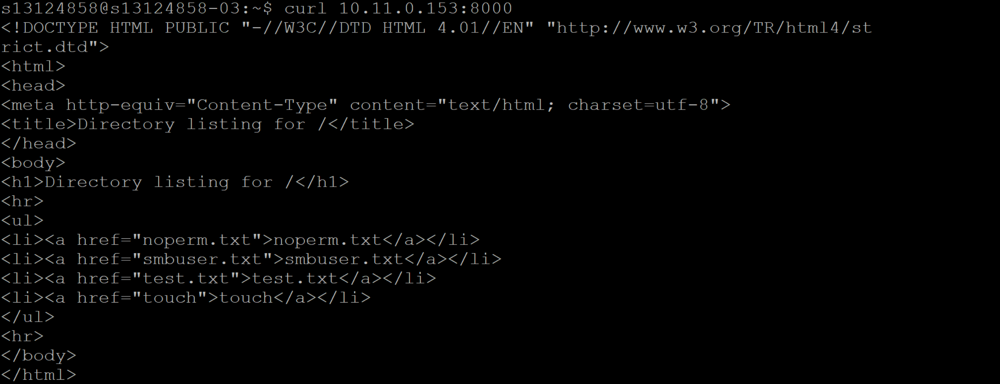 s13124858@s13124858-03:~$ curl 10.11.0.153:8000
<!DOCTYPE HTML PUBLIC "-//W3C//DTD HTML 4.01//EN" "http://www.w3.org/TR/html4/st
rict.dtd">
<html>
<head>
<meta http-equiv="Content-Type" content="text/html; charset=utf-8">
<title>Directory listing for /</title>
</head>
<body>
<h1>Directory listing for /</h1>
<hr>
<ul>
<li><a href="noperm.txt">noperm.txt</a></li>
<li><a href="smbuser.txt">smbuser.txt</a></li>
<li><a href="test.txt">test.txt</a></li>
<li><a href="touch">touch</a></li>
</ul>
<hr>
</body>
</html>